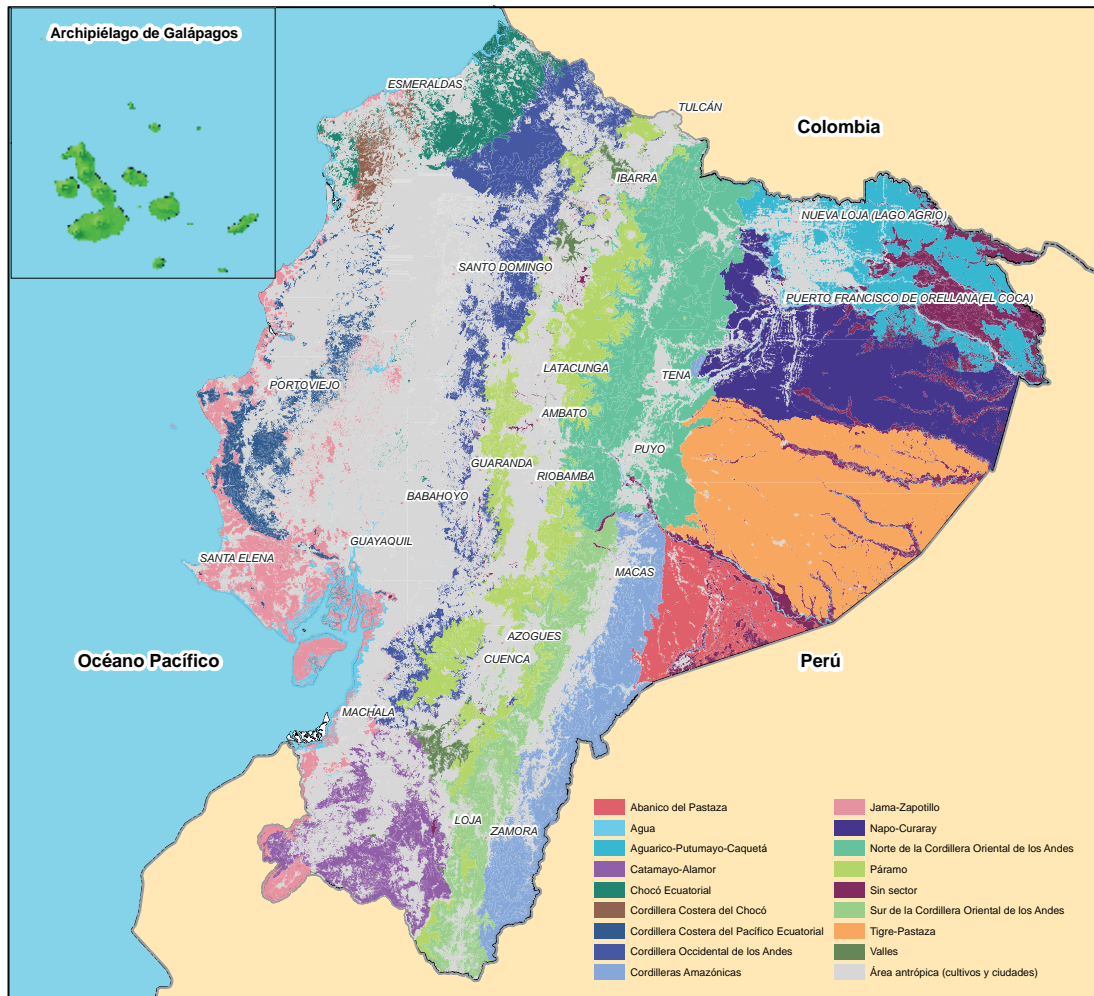 Archipiélago de Galápagos
ESMERALDAS
TULCÁN
Colombia
IBARRA
NUEVA LOJA (LAGO AGRIO)
SANTO DOMINGO
PUERTO FRANCISCO DE ORELLANA(EL COCA)
LATACUNGA
TENA
PORTOVIEJO
AMBATO
PUYO
GUARANDA
RIOBAMBA
BABAHOYO
GUAYAQUIL
SANTA ELENA
MACAS
AZOGUES
CUENCA
Océano Pacífico
Perú
MACHALA
LOJA
ZAMORA
Abanico del Pastaza
Agua
Aguarico-Putumayo-Caquetá
Catamayo-Alamor
Chocó Ecuatorial
Cordillera Costera del Chocó
Cordillera Costera del Pacífico Ecuatorial
Cordillera Occidental de los Andes
Cordilleras Amazónicas
Jama-Zapotillo
Napo-Curaray
Norte de la Cordillera Oriental de los Andes
Páramo
Sin sector
Sur de la Cordillera Oriental de los Andes
Tigre-Pastaza
Valles
Área antrópica (cultivos y ciudades)